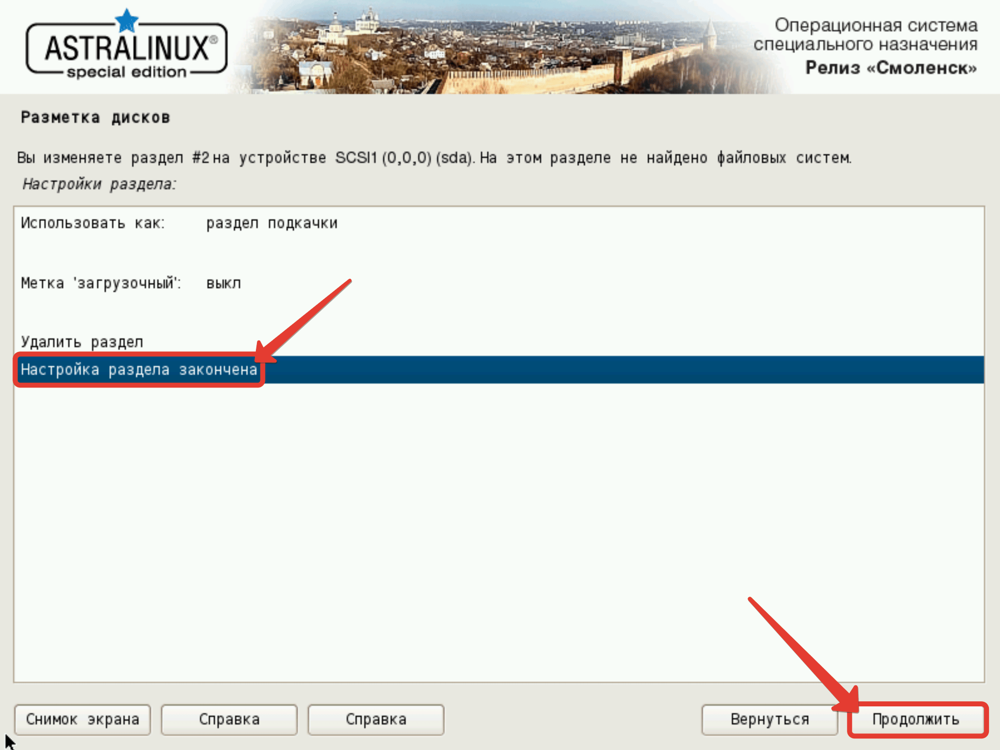 ASTRALINUX®
special edition
Операционная система
специального назначения
Релиз «Смоленск»
Разметка дисков
Вы изменяете раздел #2 на устройстве SCSI1 (0,0,0) (sda). На этом разделе не найдено файловых систем.
Настройки раздела:
Использовать как: раздел подкачки
Метка 'загрузочный': выкл
Удалить раздел
Настройка раздела закончена
Снимок экрана Справка Справка Вернуться Продолжить